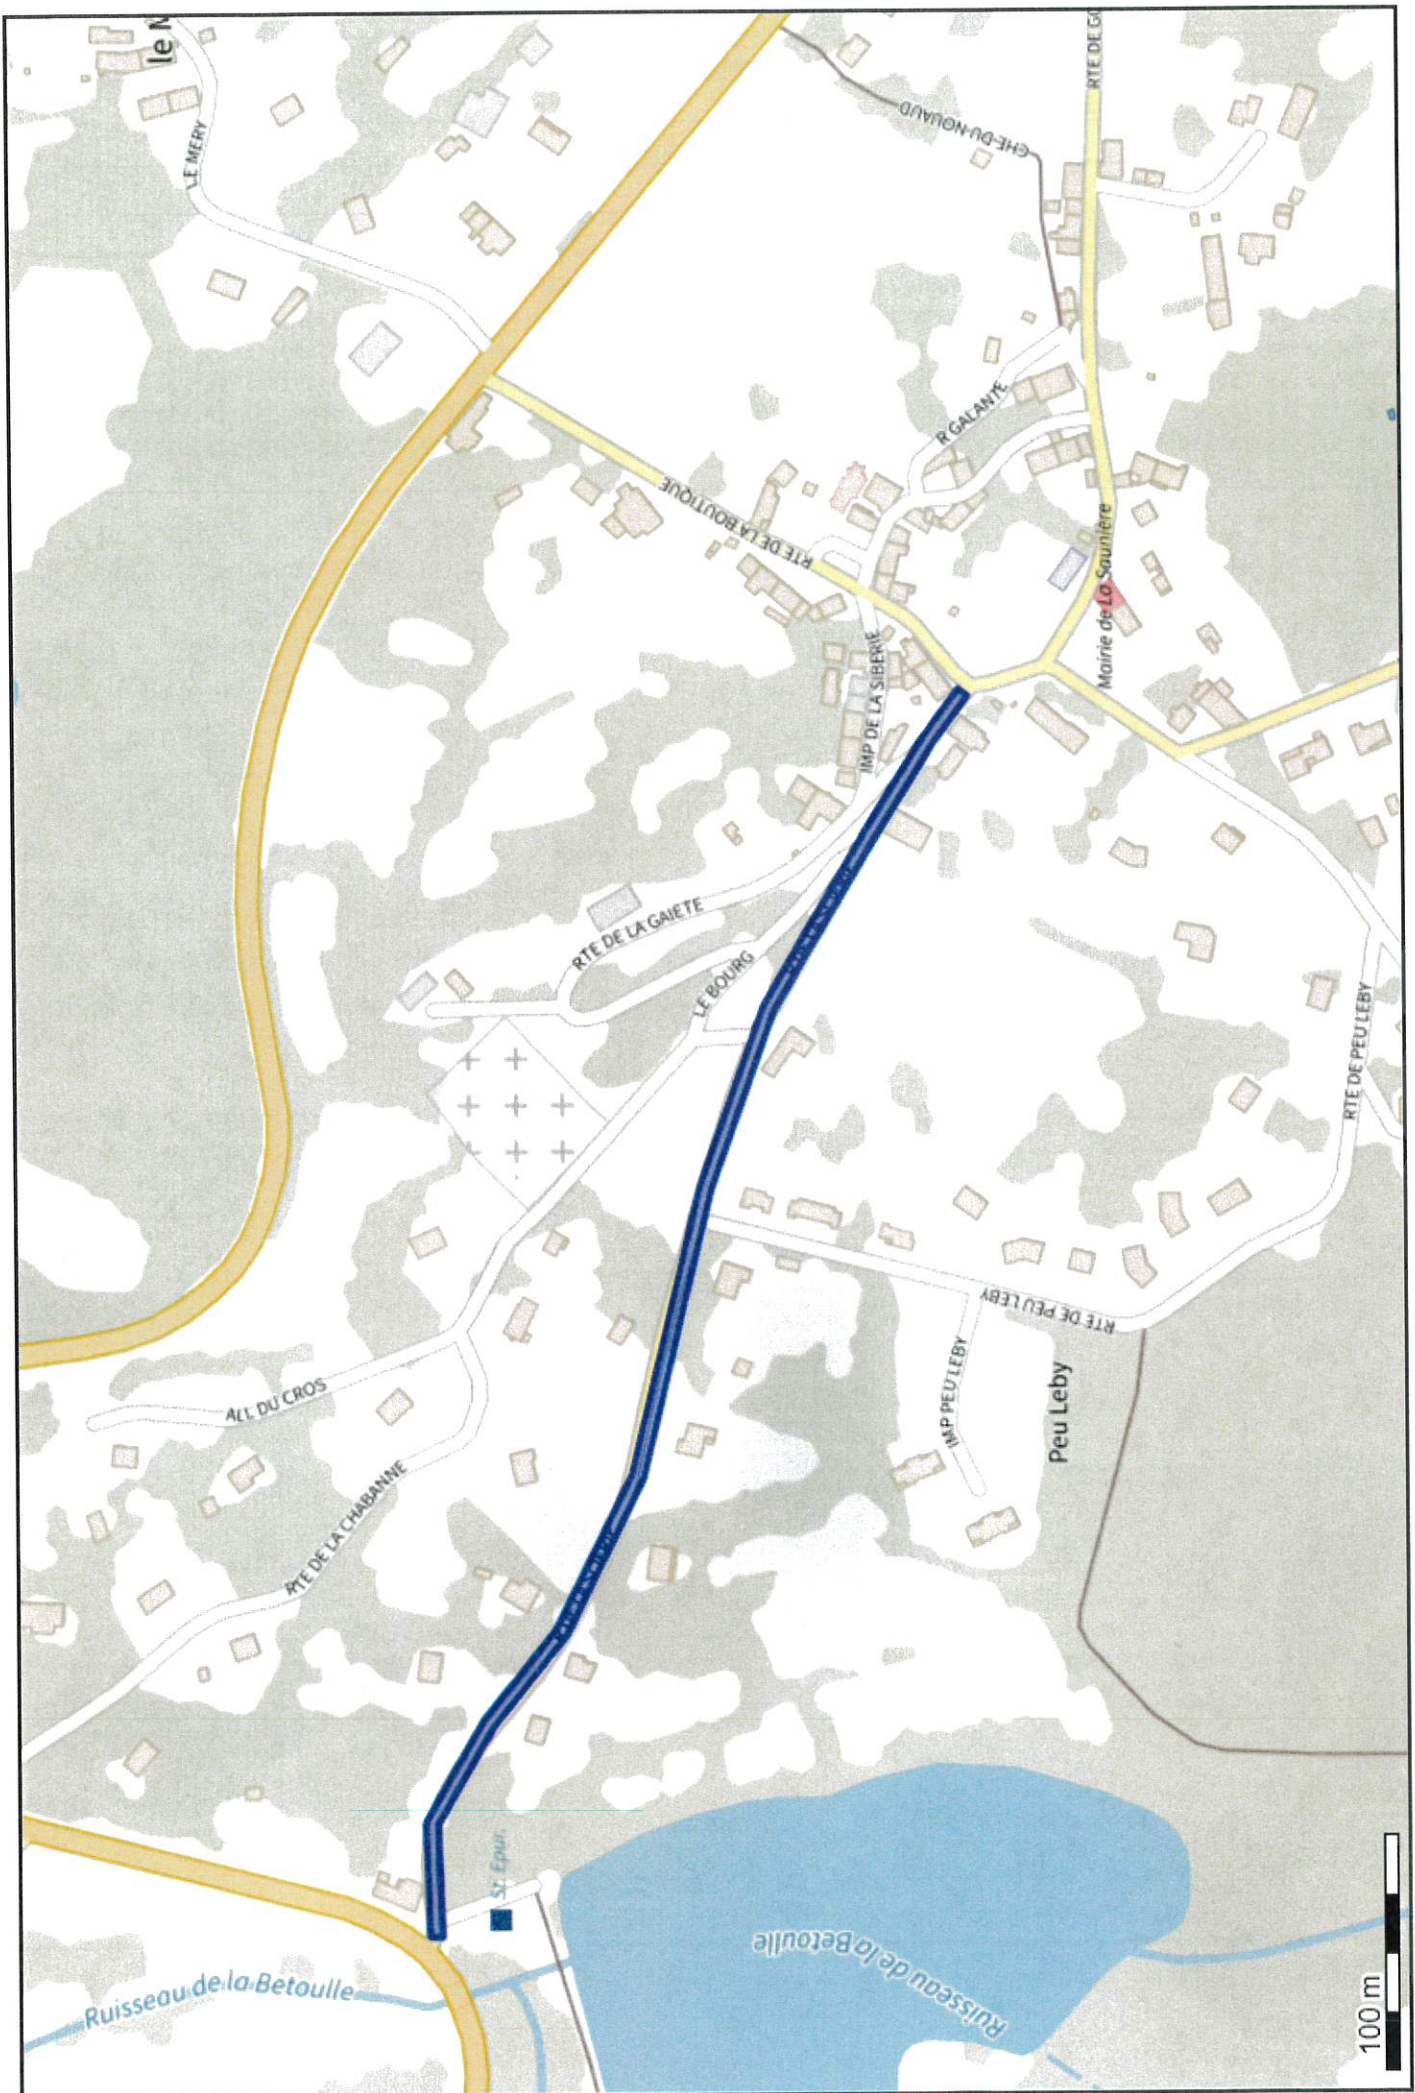 le M
LE MERY
CHE DU NOUAUD
RTE DE GO
R GALANTE
RTE DE LA BOUTIQUE
Mairie de La Saunière
IMP DE LA SIBERIE
RTE DE LA GAIETE
LE BOURG
RTE DE PEU LEBY
ALL DU CROS
RTE DE PEU LEBY
IMP PEU LEBY
Peu Leby
RTE DE LA CHABANNE
St. Epur.
Ruisseau de la Betoulle
Ruisseau de la Betoulle
100 m